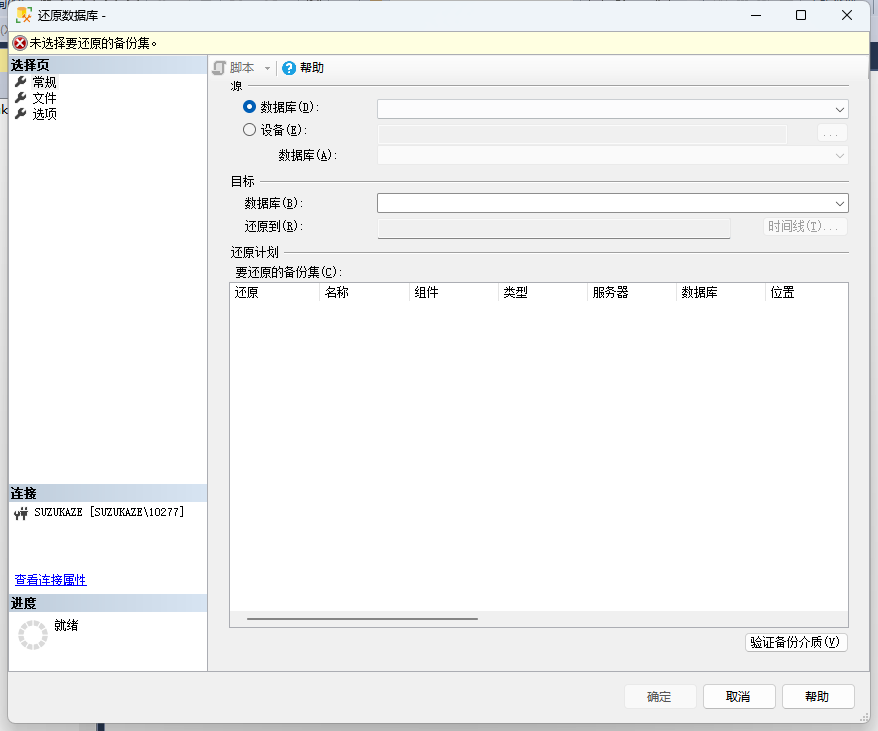 还原数据库 -
未选择要还原的备份集。
选择页
常规
文件
选项
脚本
帮助
源
数据库(D):
设备(E):
...
数据库(A):
目标
数据库(B):
还原到(R):
时间线(T)...
还原计划
要还原的备份集(C):
还原 名称 组件 类型 服务器 数据库 位置
连接
SUZUKAZE [SUZUKAZE\10277]
查看连接属性
进度
就绪
验证备份介质(V)
确定 取消 帮助